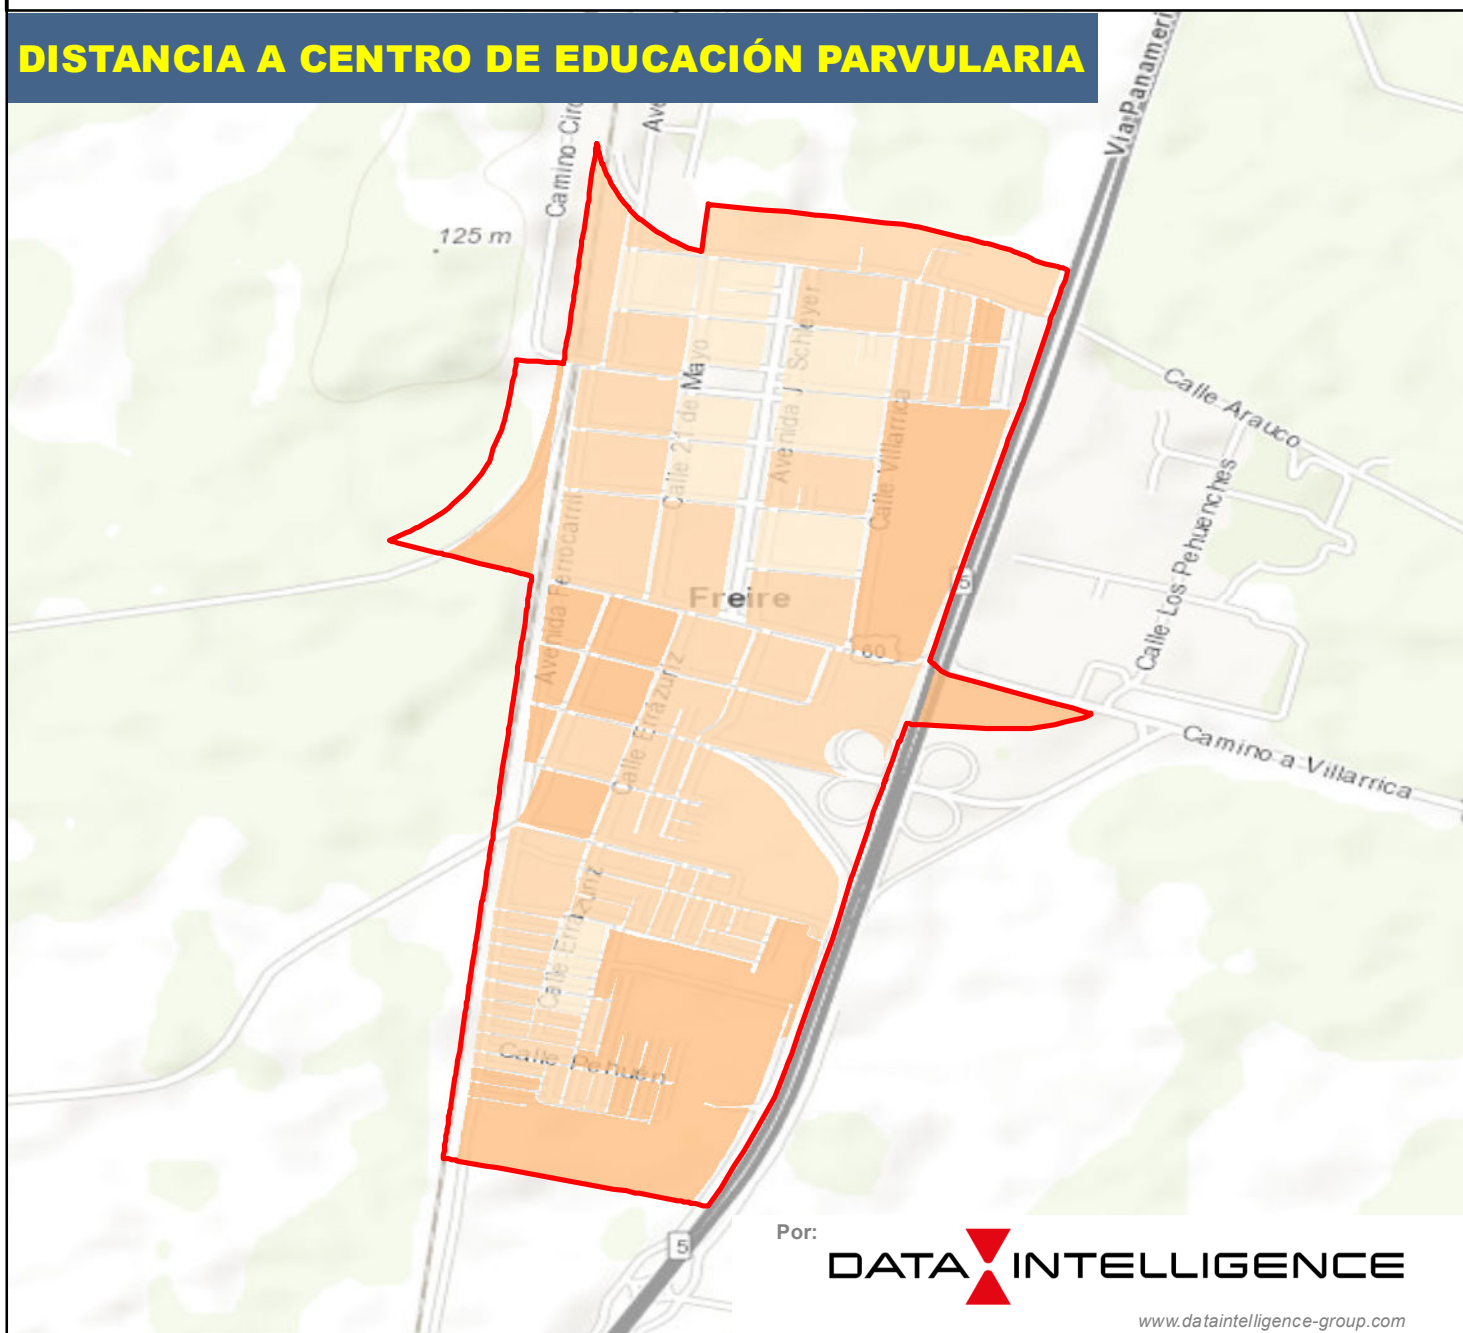 DISTANCIA A CENTRO DE EDUCACIÓN PARVULARIA
Vía Panameri
Camino Circ
Ave
125 m
Calle 21 de Mayo
Avenida J Schleyer
Calle Villarrica
Calle Arauco
Calle Los Pehuenches
Avenida Ferrocarril
Freire
5
60
Calle Errázuriz
Camino a Villarrica
Calle Errázuriz
Calle Pehuén
5
Por:
DATA INTELLIGENCE
www.dataintelligence-group.com